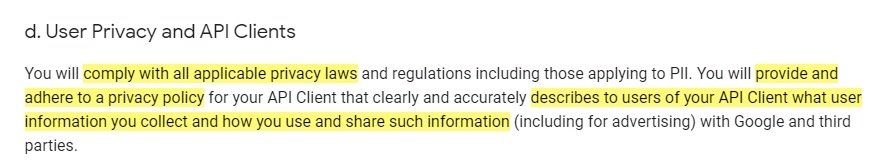 d. User Privacy and API Clients
You will comply with all applicable privacy laws and regulations including those applying to PII. You will provide and
adhere to a privacy policy for your API Client that clearly and accurately describes to users of your API Client what user
information you collect and how you use and share such information (including for advertising) with Google and third
parties.